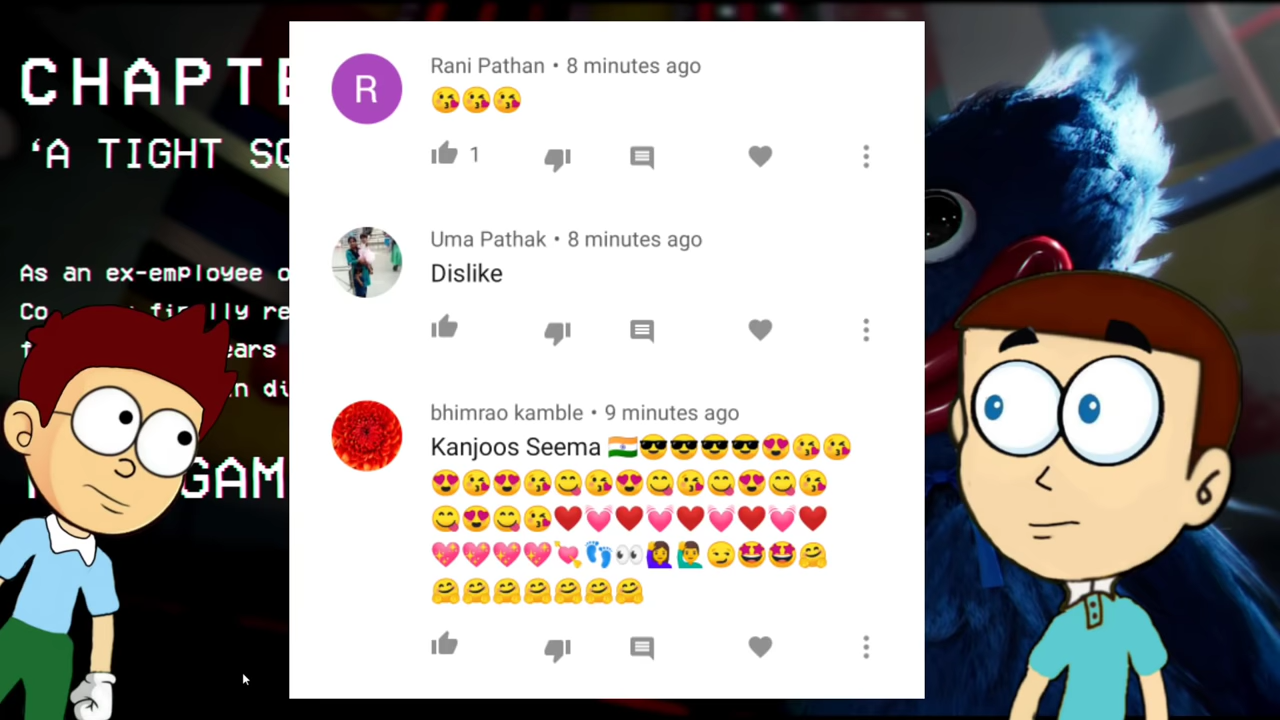 CHAPTE
‘A TIGHT SQ
As an ex-employee o
Co lly re
f ears
n di
GAM
R
Rani Pathan • 8 minutes ago
😘😘😘
1
Uma Pathak • 8 minutes ago
Dislike
bhimrao kamble • 9 minutes ago
Kanjoos Seema 🇮🇳😎😎😎😎😍😘😘
😍😘😍😘😋😘😍😋😘😋😍😋😘
😋😍😋😘❤️💓❤️💓❤️💓❤️💓❤️
💖💖💖💖💘👣👀🙋‍♀️🙋‍♂️😏🤩🤩🤗
🤗🤗🤗🤗🤗🤗🤗